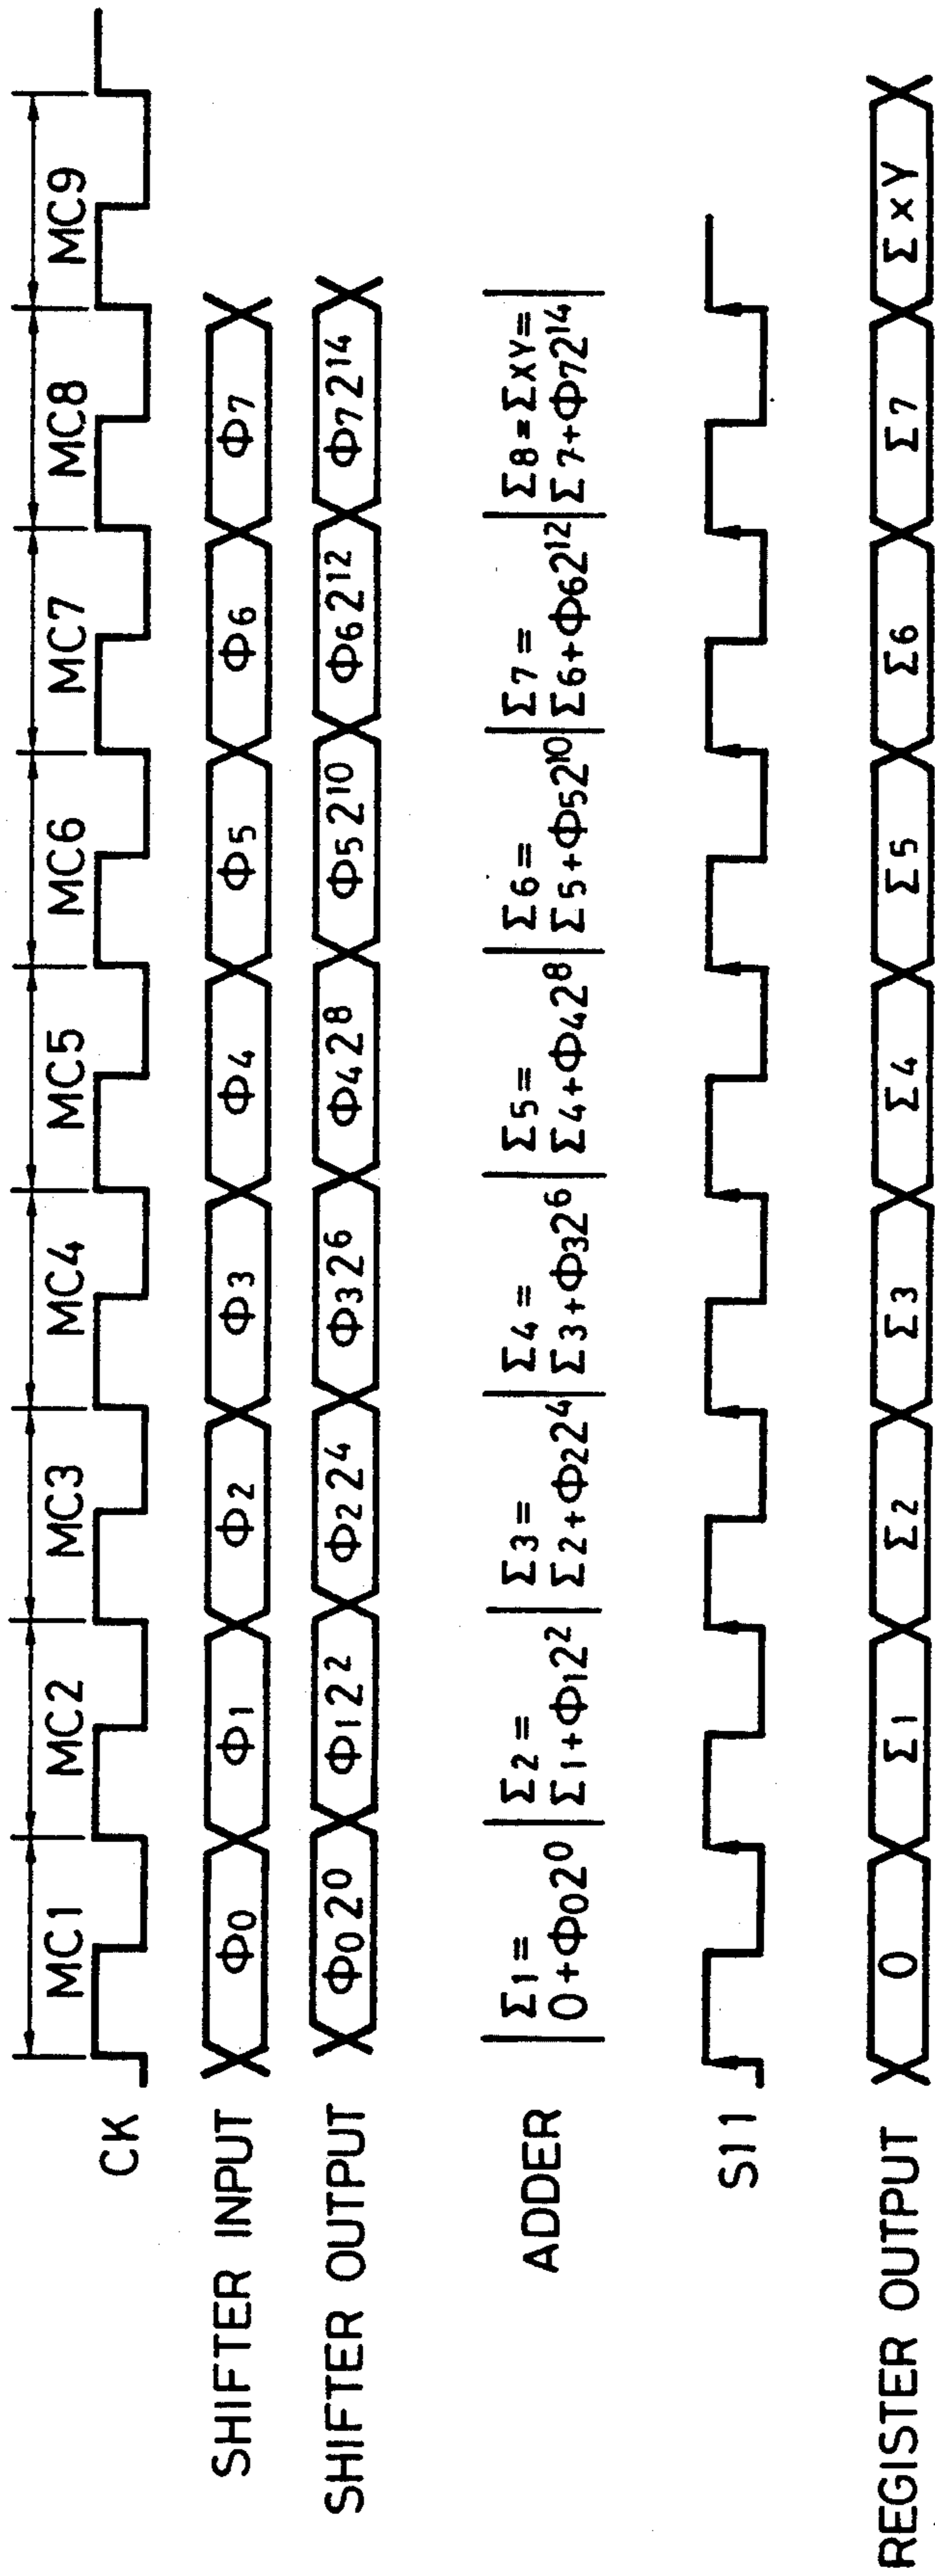 MC1 MC2 MC3 MC4 MC5 MC6 MC7 MC8 MC9
CK
SHIFTER INPUT Φ0 Φ1 Φ2 Φ3 Φ4 Φ5 Φ6 Φ7
SHIFTER OUTPUT Φ02⁰ Φ12² Φ22⁴ Φ32⁶ Φ42⁸ Φ52¹⁰ Φ62¹² Φ72¹⁴
Σ1= Σ2= Σ3= Σ4= Σ5= Σ6= Σ7= Σ8=ΣXY=
ADDER 0+Φ02⁰ Σ1+Φ12² Σ2+Φ22⁴ Σ3+Φ32⁶ Σ4+Φ42⁸ Σ5+Φ52¹⁰ Σ6+Φ62¹² Σ7+Φ72¹⁴
S11
REGISTER OUTPUT 0 Σ1 Σ2 Σ3 Σ4 Σ5 Σ6 Σ7 ΣXY